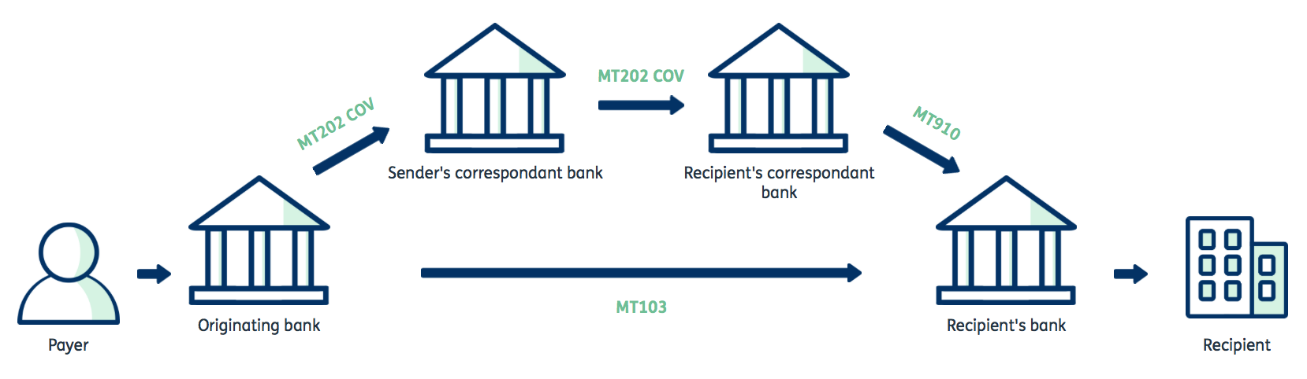 MT202 COV
MT202 COV
MT910
Sender's correspondant bank
Recipient's correspondant
bank
MT103
Originating bank
Recipient's bank
Payer
Recipient